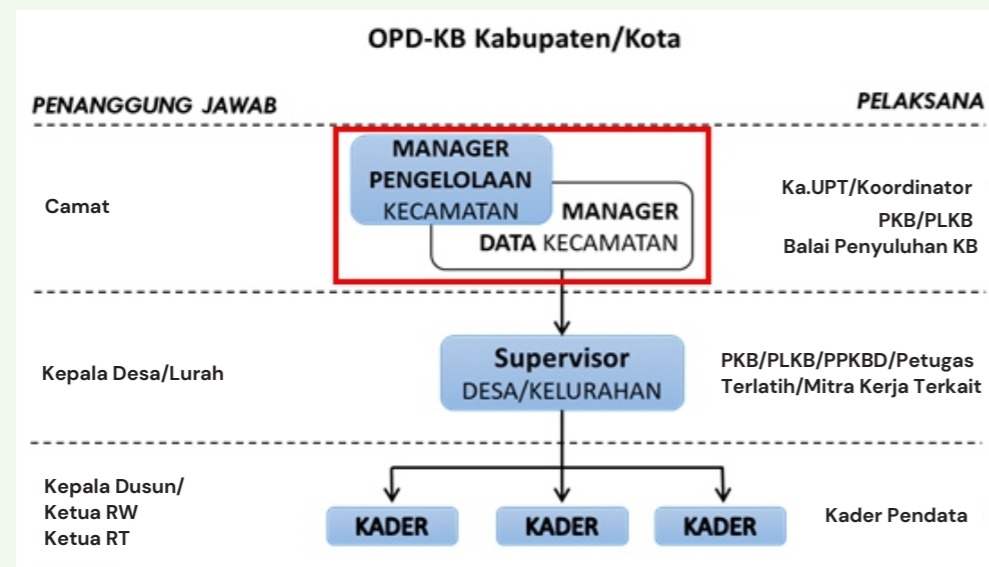 OPD-KB Kabupaten/Kota
PENANGGUNG JAWAB
PELAKSANA
Camat
MANAGER
PENGELOLAAN
KECAMATAN
MANAGER
DATA KECAMATAN
Ka.UPT/Koordinator
PKB/PLKB
Balai Penyuluhan KB
Kepala Desa/Lurah
Supervisor
DESA/KELURAHAN
PKB/PLKB/PPKBD/Petugas
Terlatih/Mitra Kerja Terkait
Kepala Dusun/
Ketua RW
Ketua RT
KADER
KADER
KADER
Kader Pendata